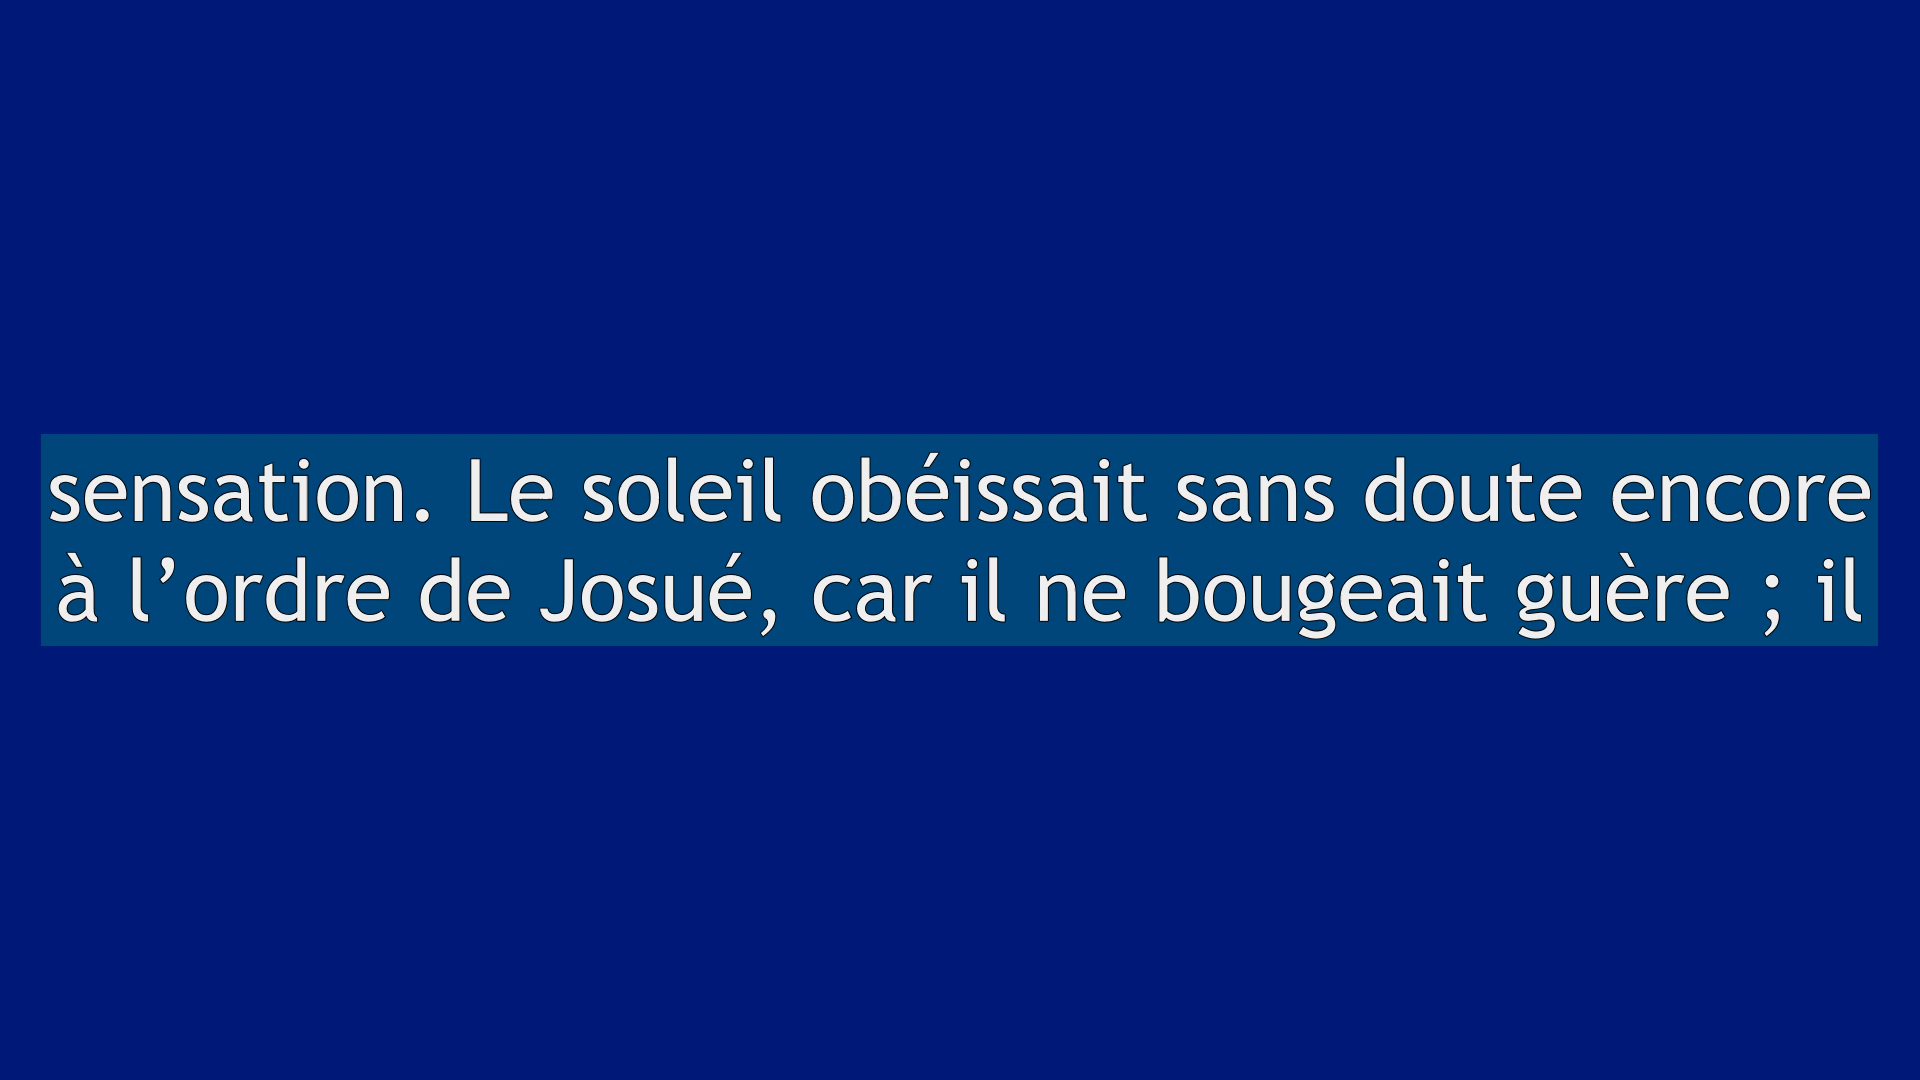 sensation. Le soleil obéissait sans doute encore
à l’ordre de Josué, car il ne bougeait guère ; il